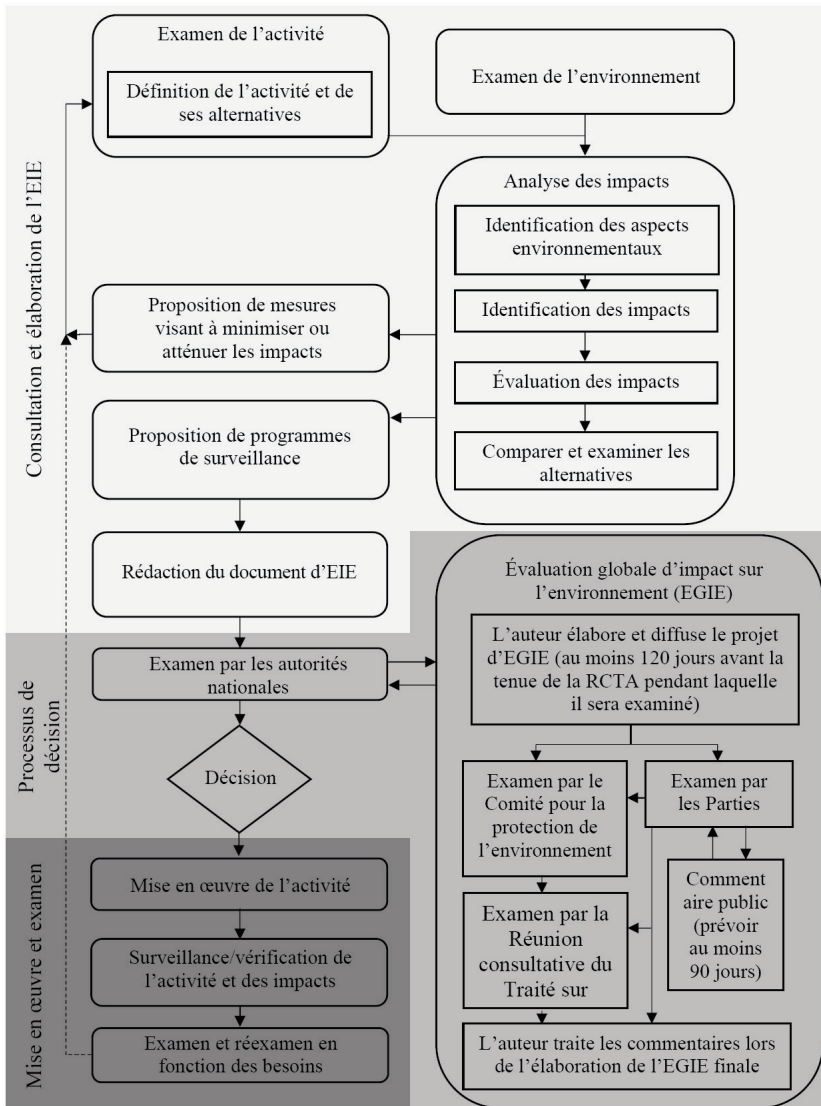 Examen de l'activité
Définition de l'activité et de
ses alternatives
Examen de l'environnement
Consultation et élaboration de l'EIE
Analyse des impacts
Identification des aspects
environnementaux
Identification des impacts
Évaluation des impacts
Comparer et examiner les
alternatives
Proposition de mesures
visant à minimiser ou
atténuer les impacts
Proposition de programmes
de surveillance
Rédaction du document d'EIE
Processus de
décision
Examen par les autorités
nationales
Décision
Évaluation globale d'impact sur
l'environnement (EGIE)
L'auteur élabore et diffuse le projet
d'EGIE (au moins 120 jours avant la
tenue de la RCTA pendant laquelle
il sera examiné)
Examen par le
Comité pour la
protection de
l'environnement
Examen par
les Parties
Comment
aire public
(prévoir
au moins
90 jours)
Examen par la
Réunion
consultative du
Traité sur
L'auteur traite les commentaires lors
de l'élaboration de l'EGIE finale
Mise en œuvre et examen
Mise en œuvre de l'activité
Surveillance/vérification de
l'activité et des impacts
Examen et réexamen en
fonction des besoins